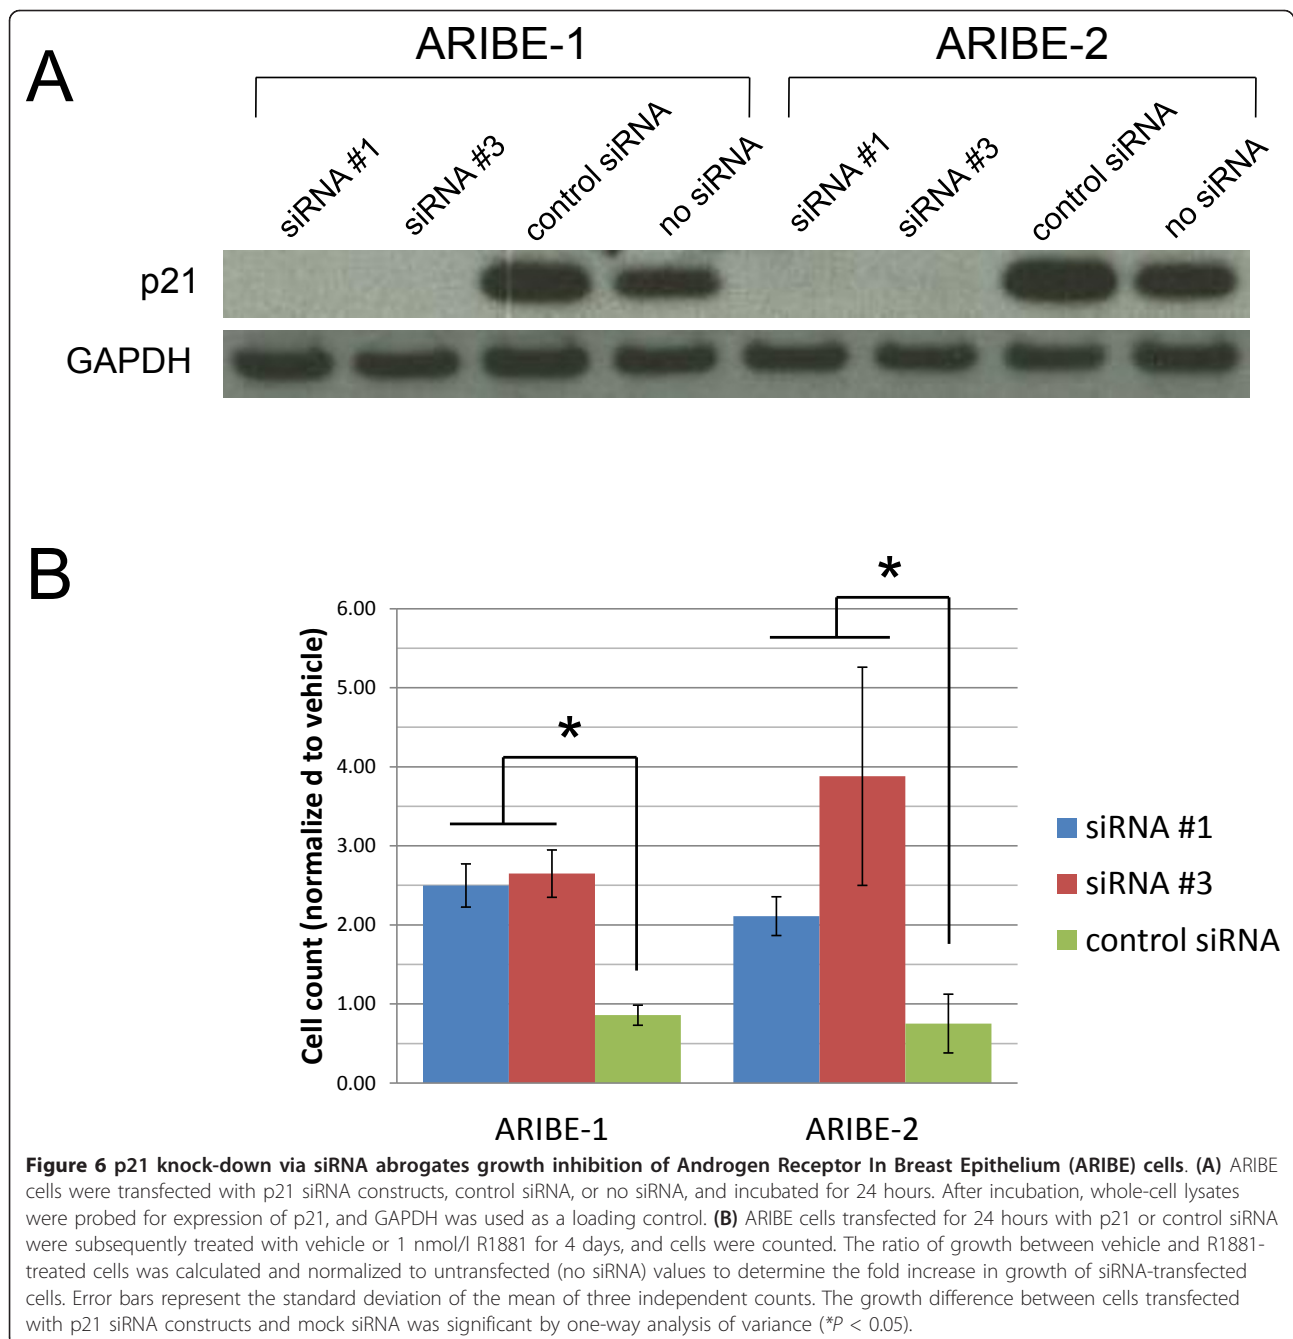 A
ARIBE-1
ARIBE-2
siRNA #1
siRNA #3
control siRNA
no siRNA
siRNA #1
siRNA #3
control siRNA
no siRNA
p21
GAPDH
B
*
*
Cell count (normalize d to vehicle)
6.00
5.00
4.00
3.00
2.00
1.00
0.00
siRNA #1
siRNA #3
control siRNA
ARIBE-1
ARIBE-2
Figure 6 p21 knock-down via siRNA abrogates growth inhibition of Androgen Receptor In Breast Epithelium (ARIBE) cells. (A) ARIBE
cells were transfected with p21 siRNA constructs, control siRNA, or no siRNA, and incubated for 24 hours. After incubation, whole-cell lysates
were probed for expression of p21, and GAPDH was used as a loading control. (B) ARIBE cells transfected for 24 hours with p21 or control siRNA
were subsequently treated with vehicle or 1 nmol/l R1881 for 4 days, and cells were counted. The ratio of growth between vehicle and R1881-
treated cells was calculated and normalized to untransfected (no siRNA) values to determine the fold increase in growth of siRNA-transfected
cells. Error bars represent the standard deviation of the mean of three independent counts. The growth difference between cells transfected
with p21 siRNA constructs and mock siRNA was significant by one-way analysis of variance (*P < 0.05).